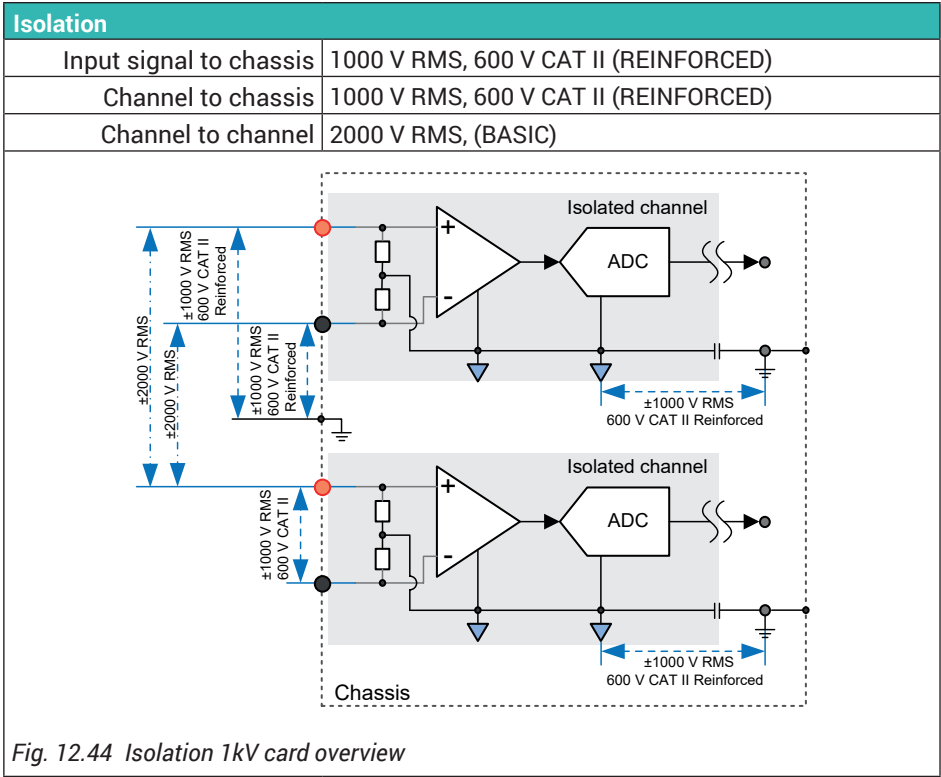 Isolation
Input signal to chassis 1000 V RMS, 600 V CAT II (REINFORCED)
Channel to chassis 1000 V RMS, 600 V CAT II (REINFORCED)
Channel to channel 2000 V RMS, (BASIC)
Isolated channel
+
-
ADC
±2000 V RMS
±2000 V RMS
±1000 V RMS
600 V CAT II
Reinforced
±1000 V RMS
600 V CAT II
Reinforced
±1000 V RMS
600 V CAT II Reinforced
Isolated channel
+
-
ADC
±1000 V RMS
600 V CAT II
±1000 V RMS
600 V CAT II Reinforced
Chassis
Fig. 12.44 Isolation 1kV card overview